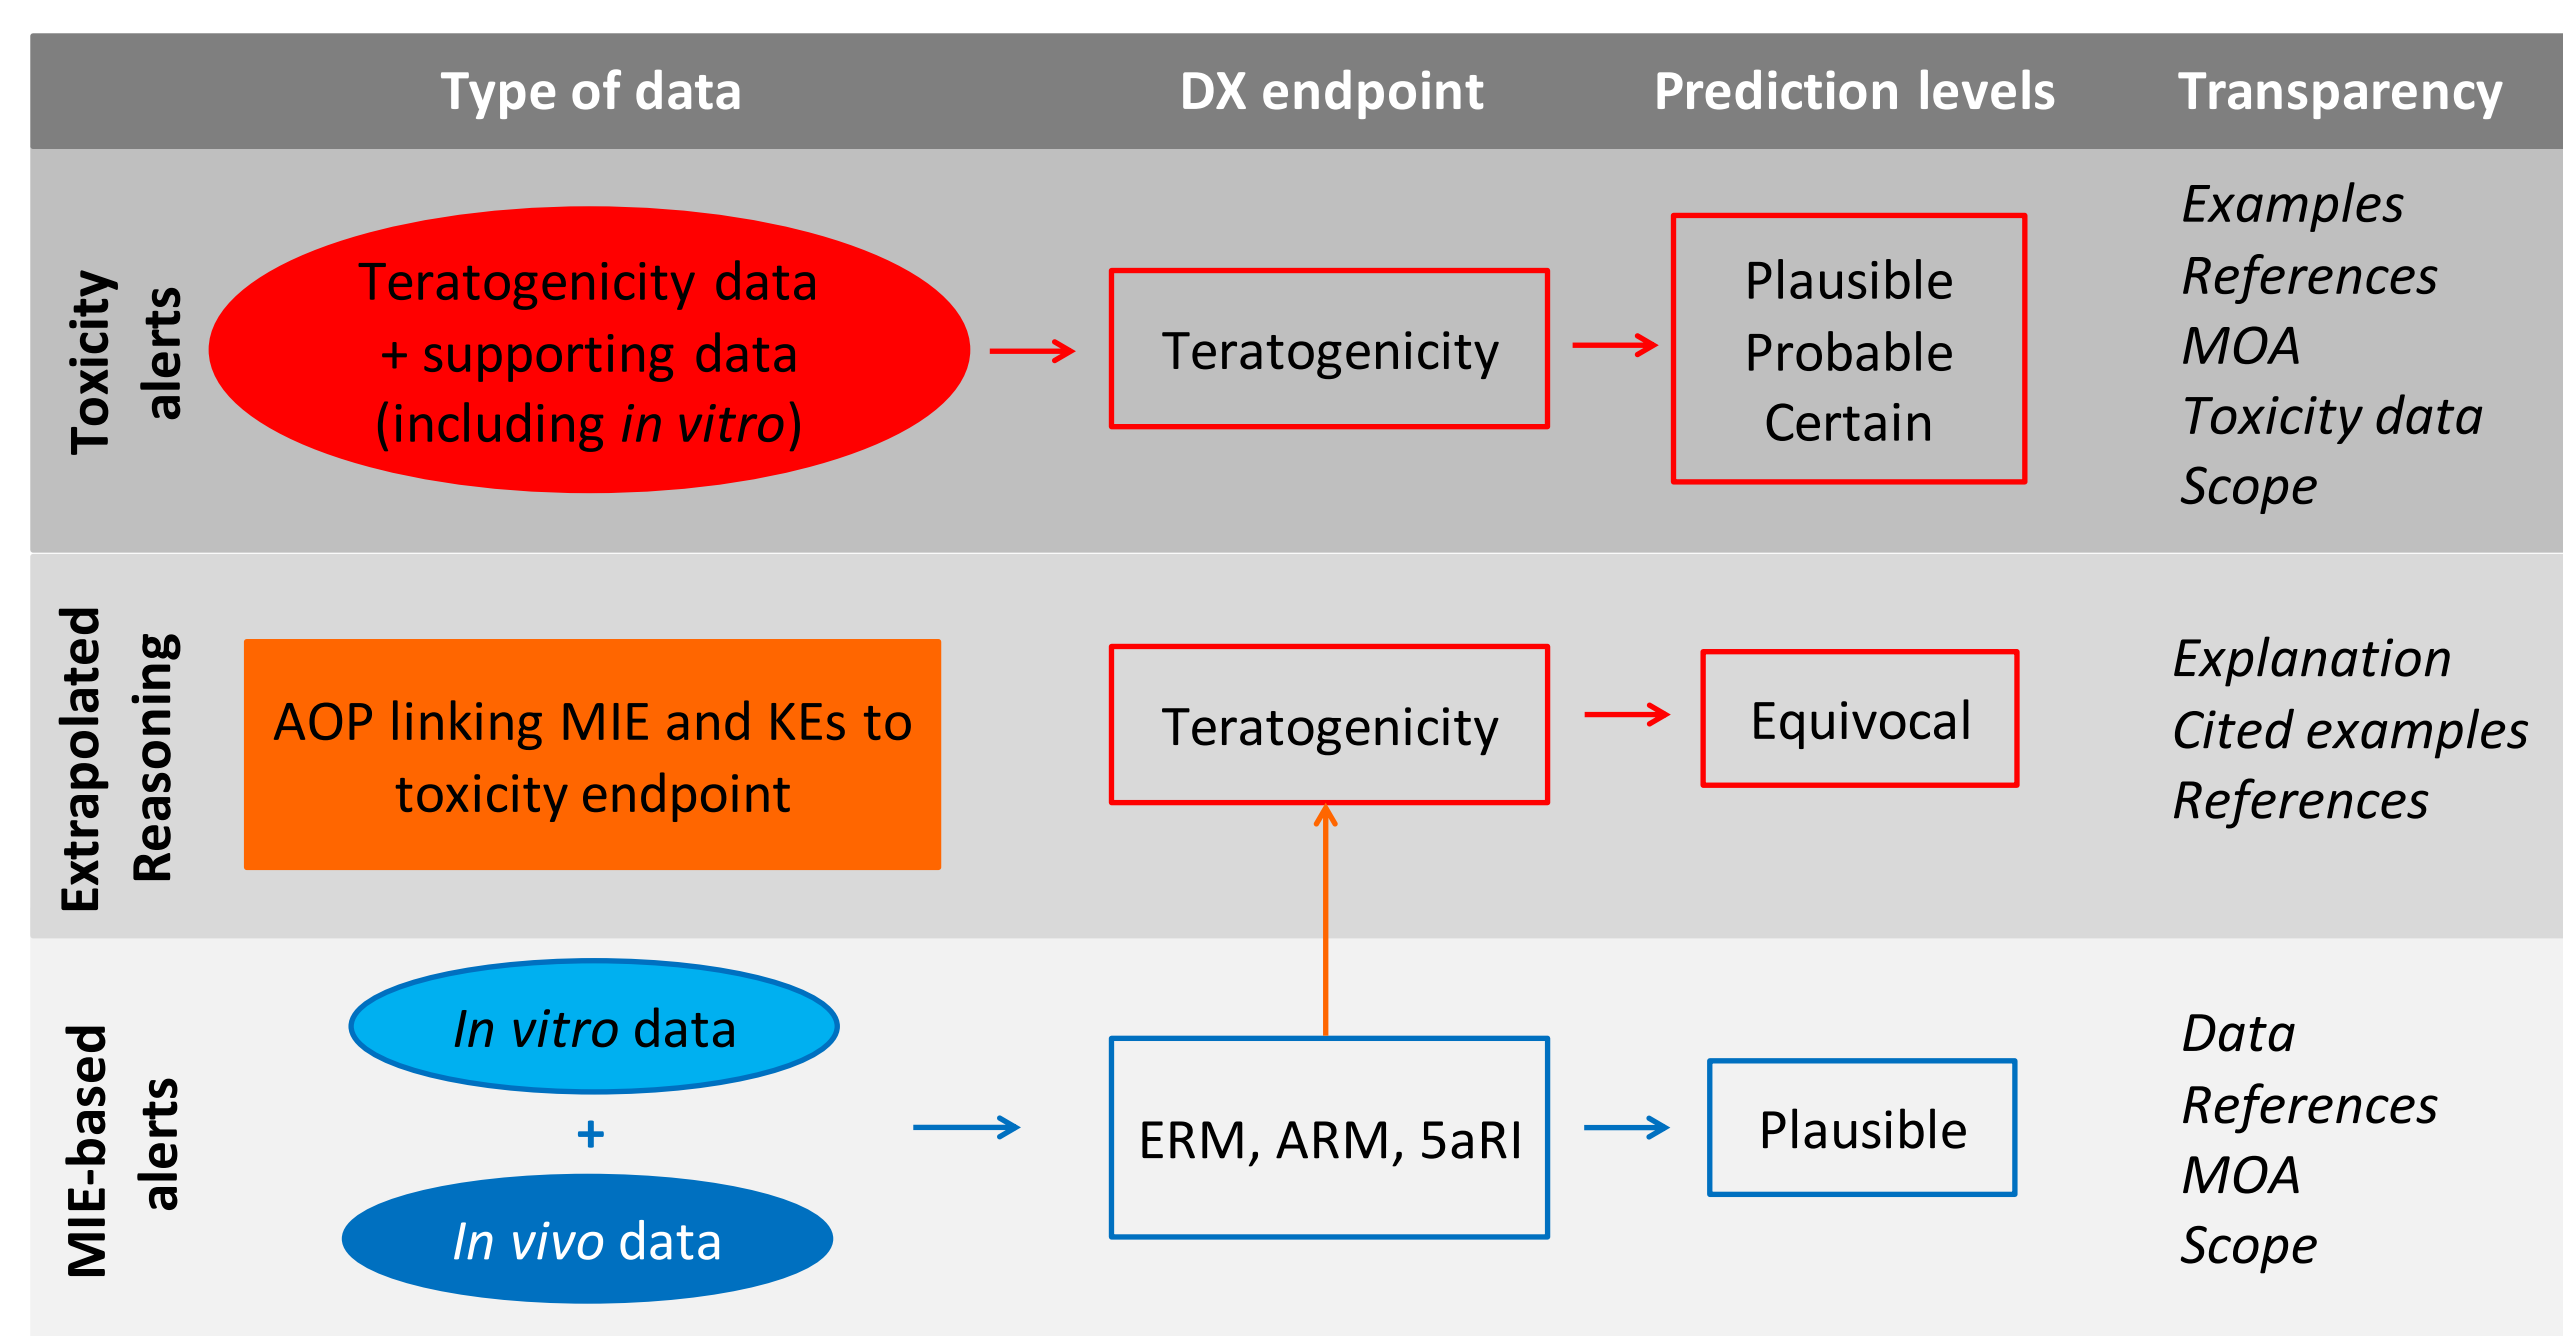 Type of data
DX endpoint
Prediction levels
Transparency
Toxicity
alerts
Teratogenicity data
+ supporting data
(including in vitro)
Teratogenicity
Plausible
Probable
Certain
Examples
References
MOA
Toxicity data
Scope
Extrapolated
Reasoning
AOP linking MIE and KEs to
toxicity endpoint
Teratogenicity
Equivocal
Explanation
Cited examples
References
MIE-based
alerts
In vitro data
+
In vivo data
ERM, ARM, 5aRI
Plausible
Data
References
MOA
Scope